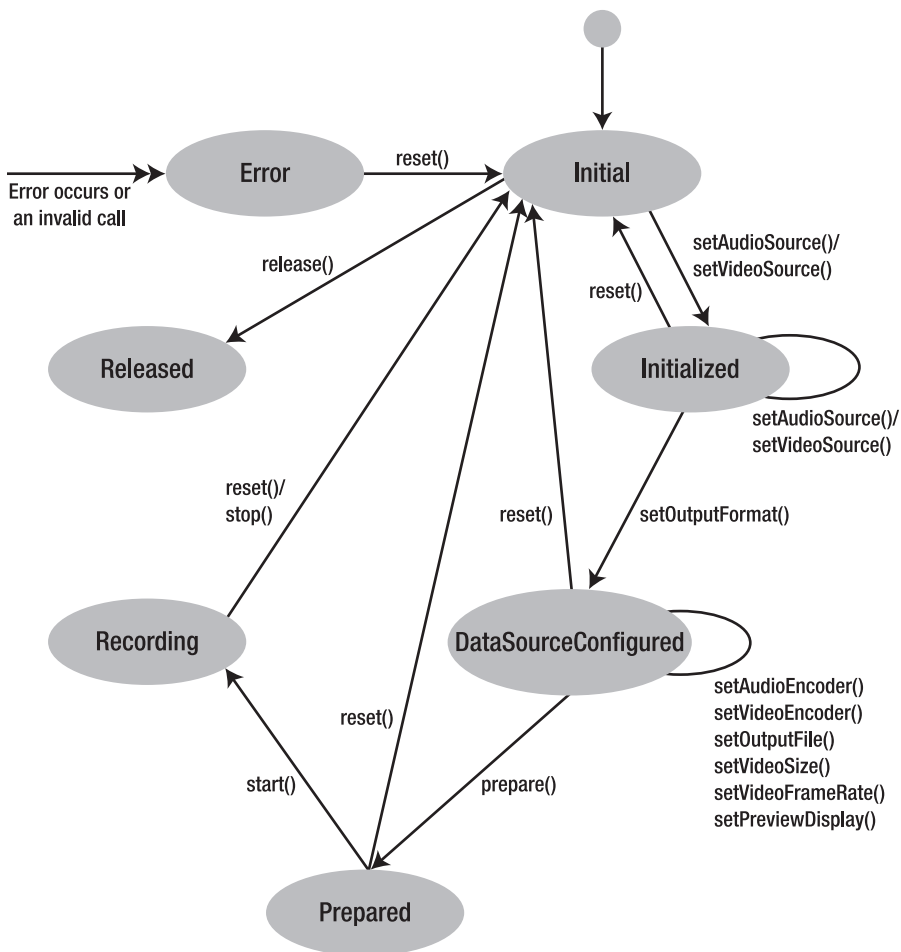 Error
reset()
Initial
Error occurs or
an invalid call
setAudioSource()/
setVideoSource()
release()
reset()
Released
Initialized
setAudioSource()/
setVideoSource()
reset()/
stop()
reset()
setOutputFormat()
Recording
DataSourceConfigured
setAudioEncoder()
setVideoEncoder()
setOutputFile()
setVideoSize()
setVideoFrameRate()
setPreviewDisplay()
reset()
start()
prepare()
Prepared